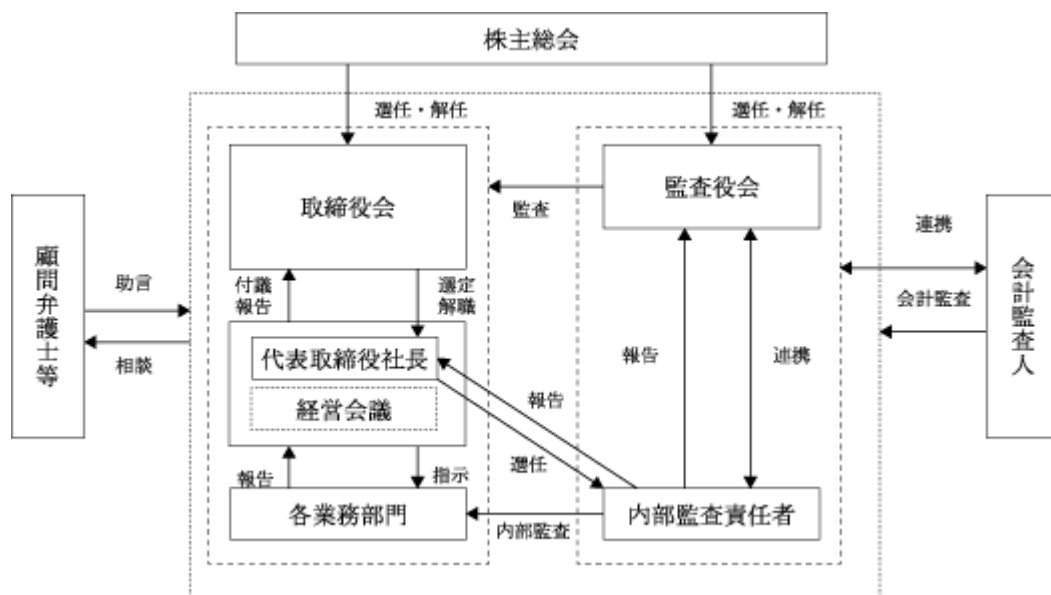 株主総会
選任・解任
選任・解任
取締役会
監査役会
監査
顧問弁護士等
助言
相談
連携
会計監査
会計監査人
付議
報告
選定
解職
代表取締役社長
経営会議
報告
連携
報告
選任
報告
指示
各業務部門
内部監査
内部監査責任者